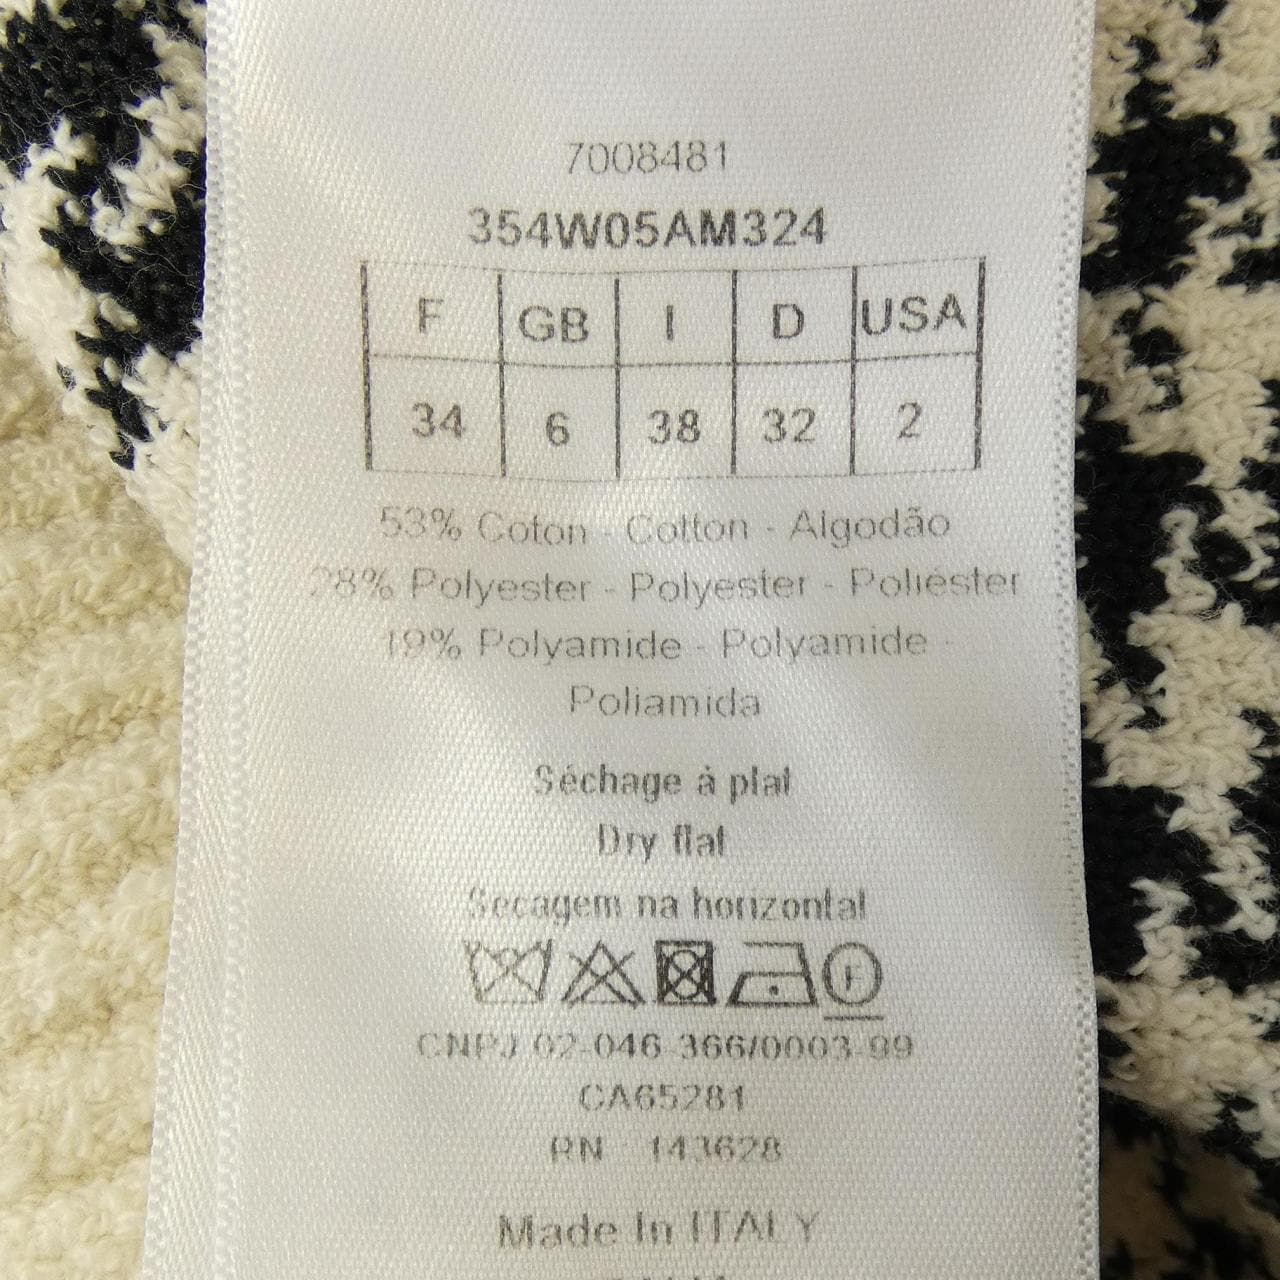 7008481
354W05AM324
F GB I D USA
34 6 38 32 2
53% Coton - Cotton - Algodão
28% Polyester - Polyester - Poliéster
19% Polyamide - Polyamide -
Poliamida
Séchage à plat
Dry flat
Secagem na horizontal
F
CNPJ 02-046-366/0003-99
CA65281
RN 143628
Made In ITALY